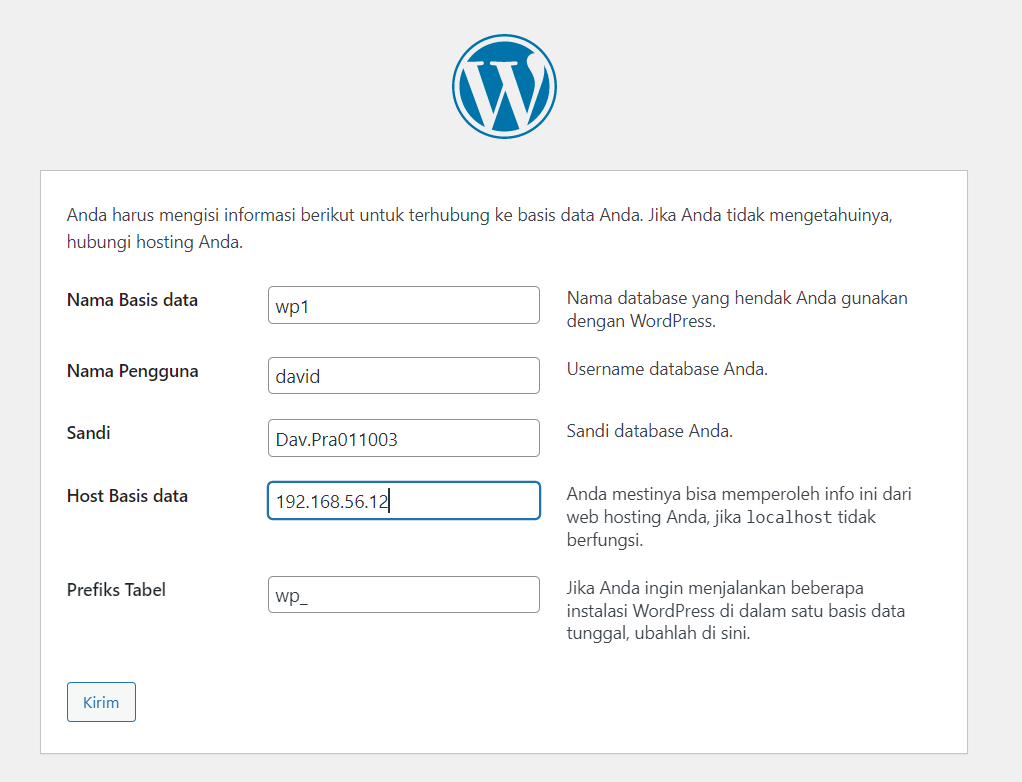 Anda harus mengisi informasi berikut untuk terhubung ke basis data Anda. Jika Anda tidak mengetahuinya,
hubungi hosting Anda.
Nama Basis data
wp1
Nama database yang hendak Anda gunakan
dengan WordPress.
Nama Pengguna
david
Username database Anda.
Sandi
Dav.Pra011003
Sandi database Anda.
Host Basis data
192.168.56.12
Anda mestinya bisa memperoleh info ini dari
web hosting Anda, jika localhost tidak
berfungsi.
Prefiks Tabel
wp_
Jika Anda ingin menjalankan beberapa
instalasi WordPress di dalam satu basis data
tunggal, ubahlah di sini.
Kirim